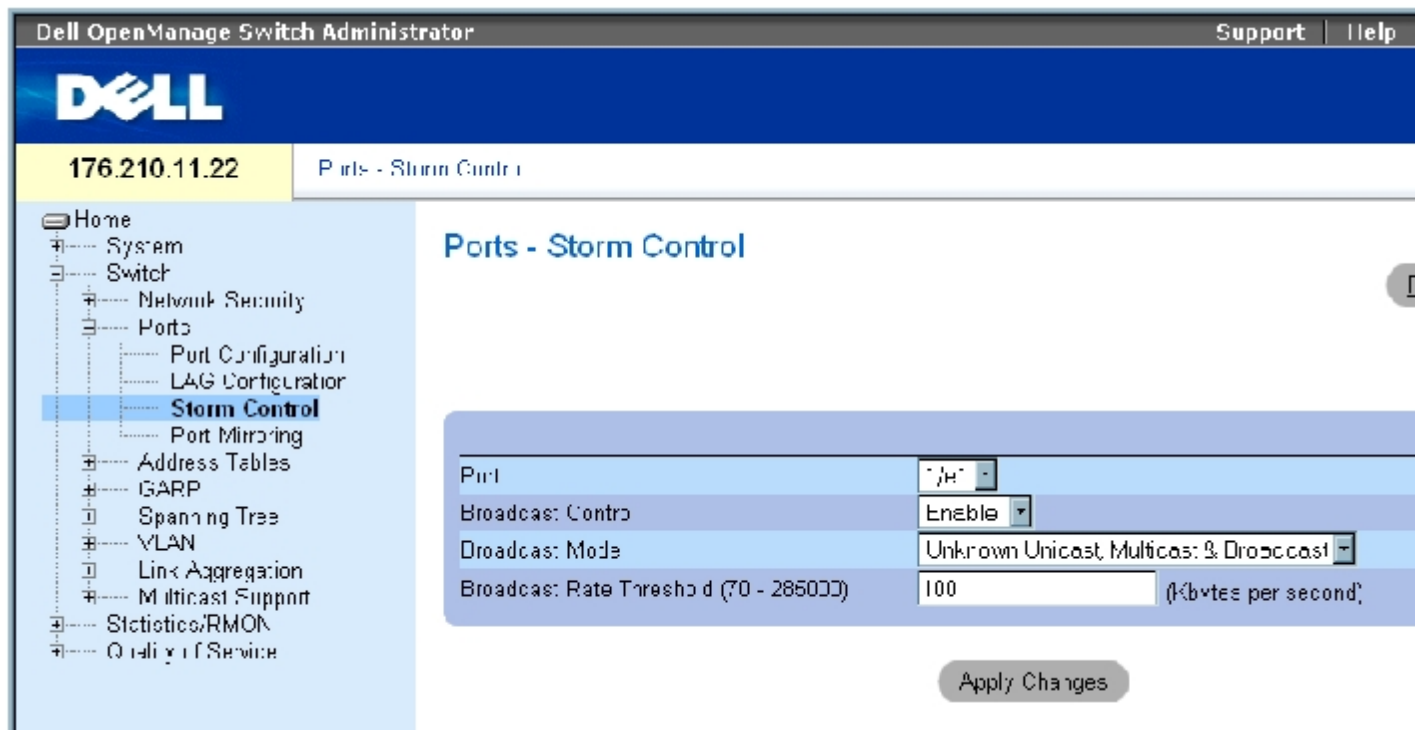 Dell OpenManage Switch Administrator
Support | Help
DELL
176.210.11.22
Ports - Storm Control
Home
System
Switch
Network Security
Ports
Port Configuration
LAG Configuration
Storm Control
Port Mirroring
Address Tables
GARP
Spanning Tree
VLAN
Link Aggregation
Multicast Support
Statistics/RMON
Quality of Service
Ports - Storm Control
Port 1/e1
Broadcast Control Enable
Broadcast Mode Unknown Unicast, Multicast & Broadcast
Broadcast Rate Threshold (70 - 285000) 100 (Kbytes per second)
Apply Changes